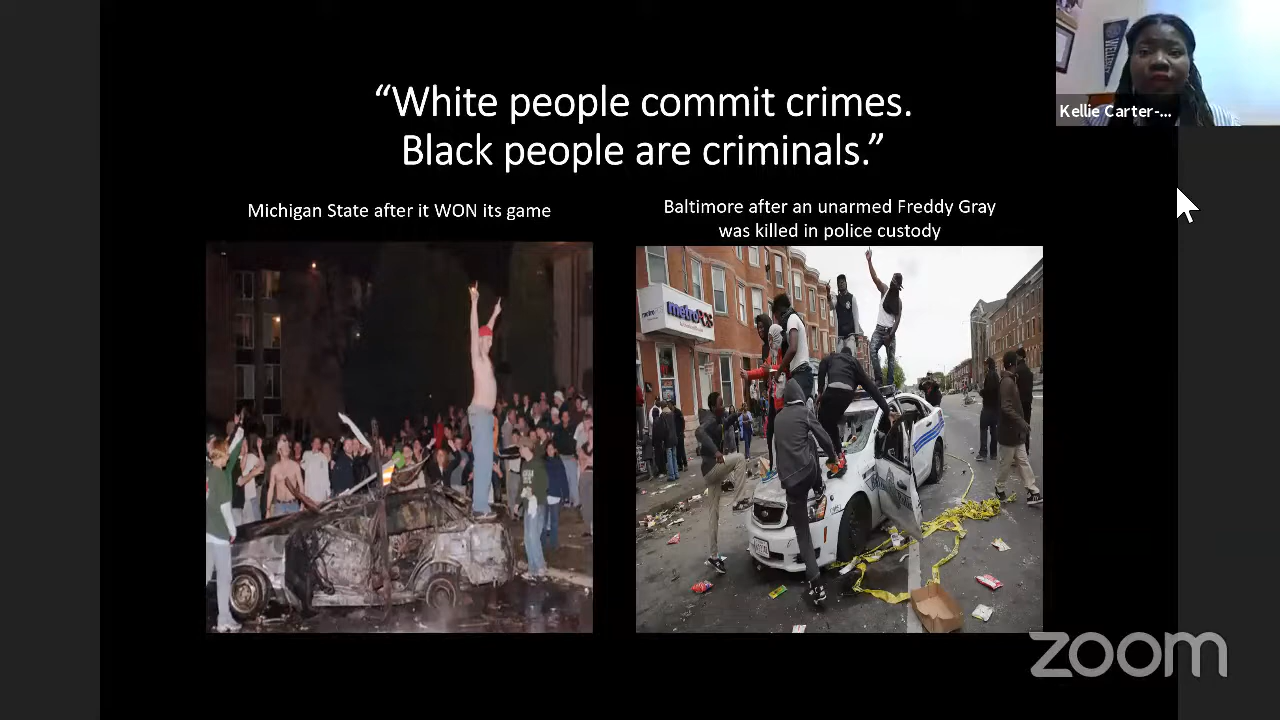 “White people commit crimes.
Black people are criminals.”
Kellie Carter-...
Michigan State after it WON its game
Baltimore after an unarmed Freddy Gray
was killed in police custody
metroPCS
zoom